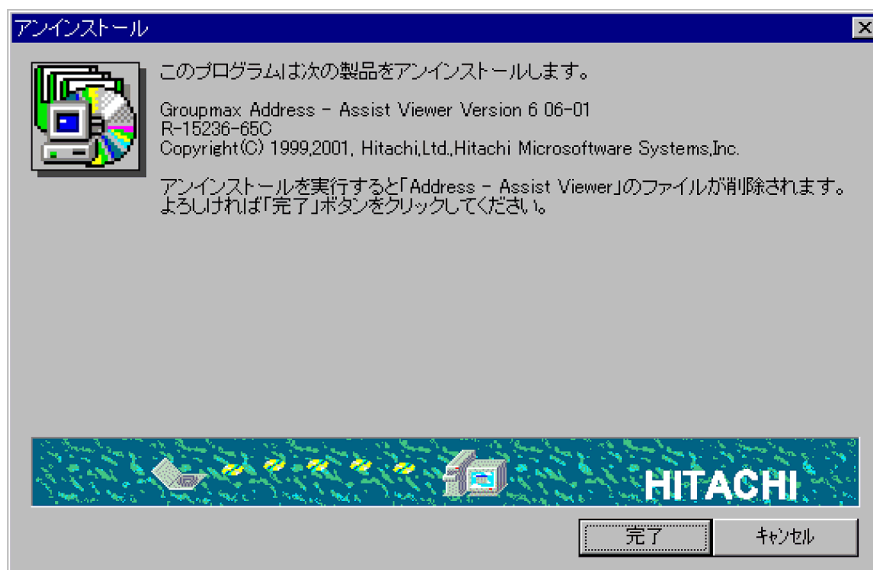 アンインストール
このプログラムは次の製品をアンインストールします。
Groupmax Address - Assist Viewer Version 6 06-01
R-15236-65C
Copyright(C) 1999,2001, Hitachi,Ltd.,Hitachi Microsoftware Systems,Inc.
アンインストールを実行すると「Address - Assist Viewer」のファイルが削除されます。
よろしければ「完了」ボタンをクリックしてください。
HITACHI
完了
ｷｬﾝｾﾙ